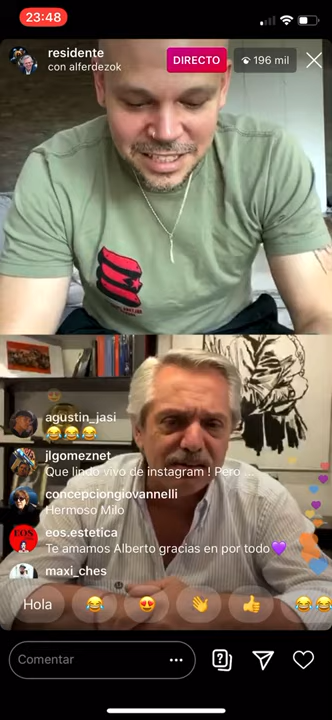 23:48
residente
con alferdezok
DIRECTO
196 mil
agustin_jasi
😂😂😂
jlgomeznet
Que lindo vivo de instagram ! Pero ...
concepciongiovannelli
Hermoso Milo
EOS
eos.estetica
Te amamos Alberto gracias en por todo 💜
maxi_ches
Hola 😂 😍 👋 👍 😂😂
Comentar